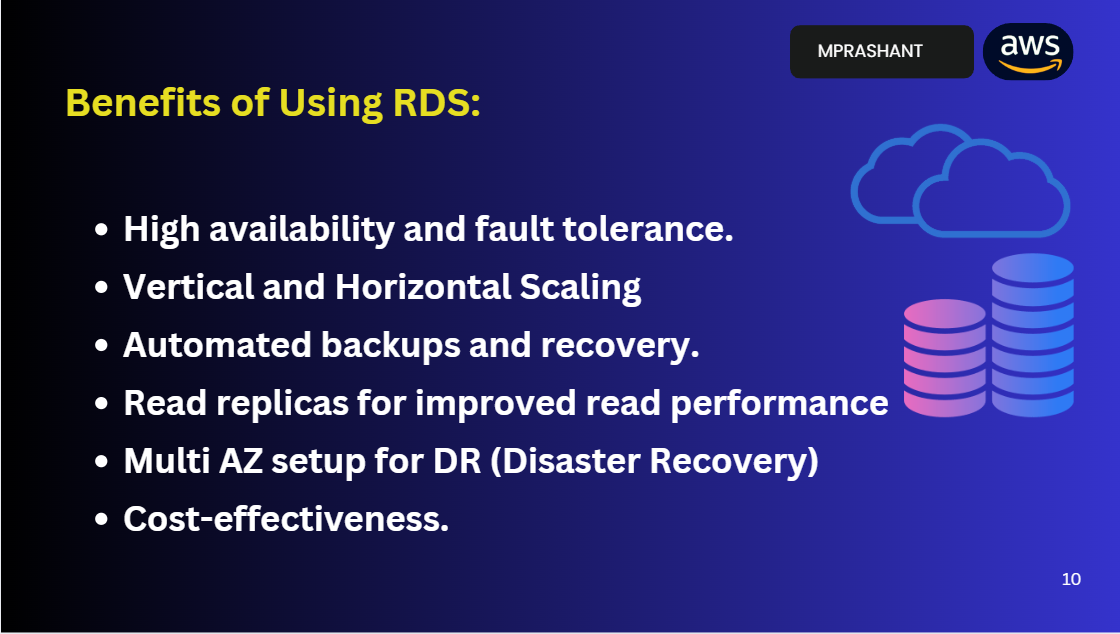 MPRASHANT
aws
Benefits of Using RDS:
• High availability and fault tolerance.
• Vertical and Horizontal Scaling
• Automated backups and recovery.
• Read replicas for improved read performance
• Multi AZ setup for DR (Disaster Recovery)
• Cost-effectiveness.
10